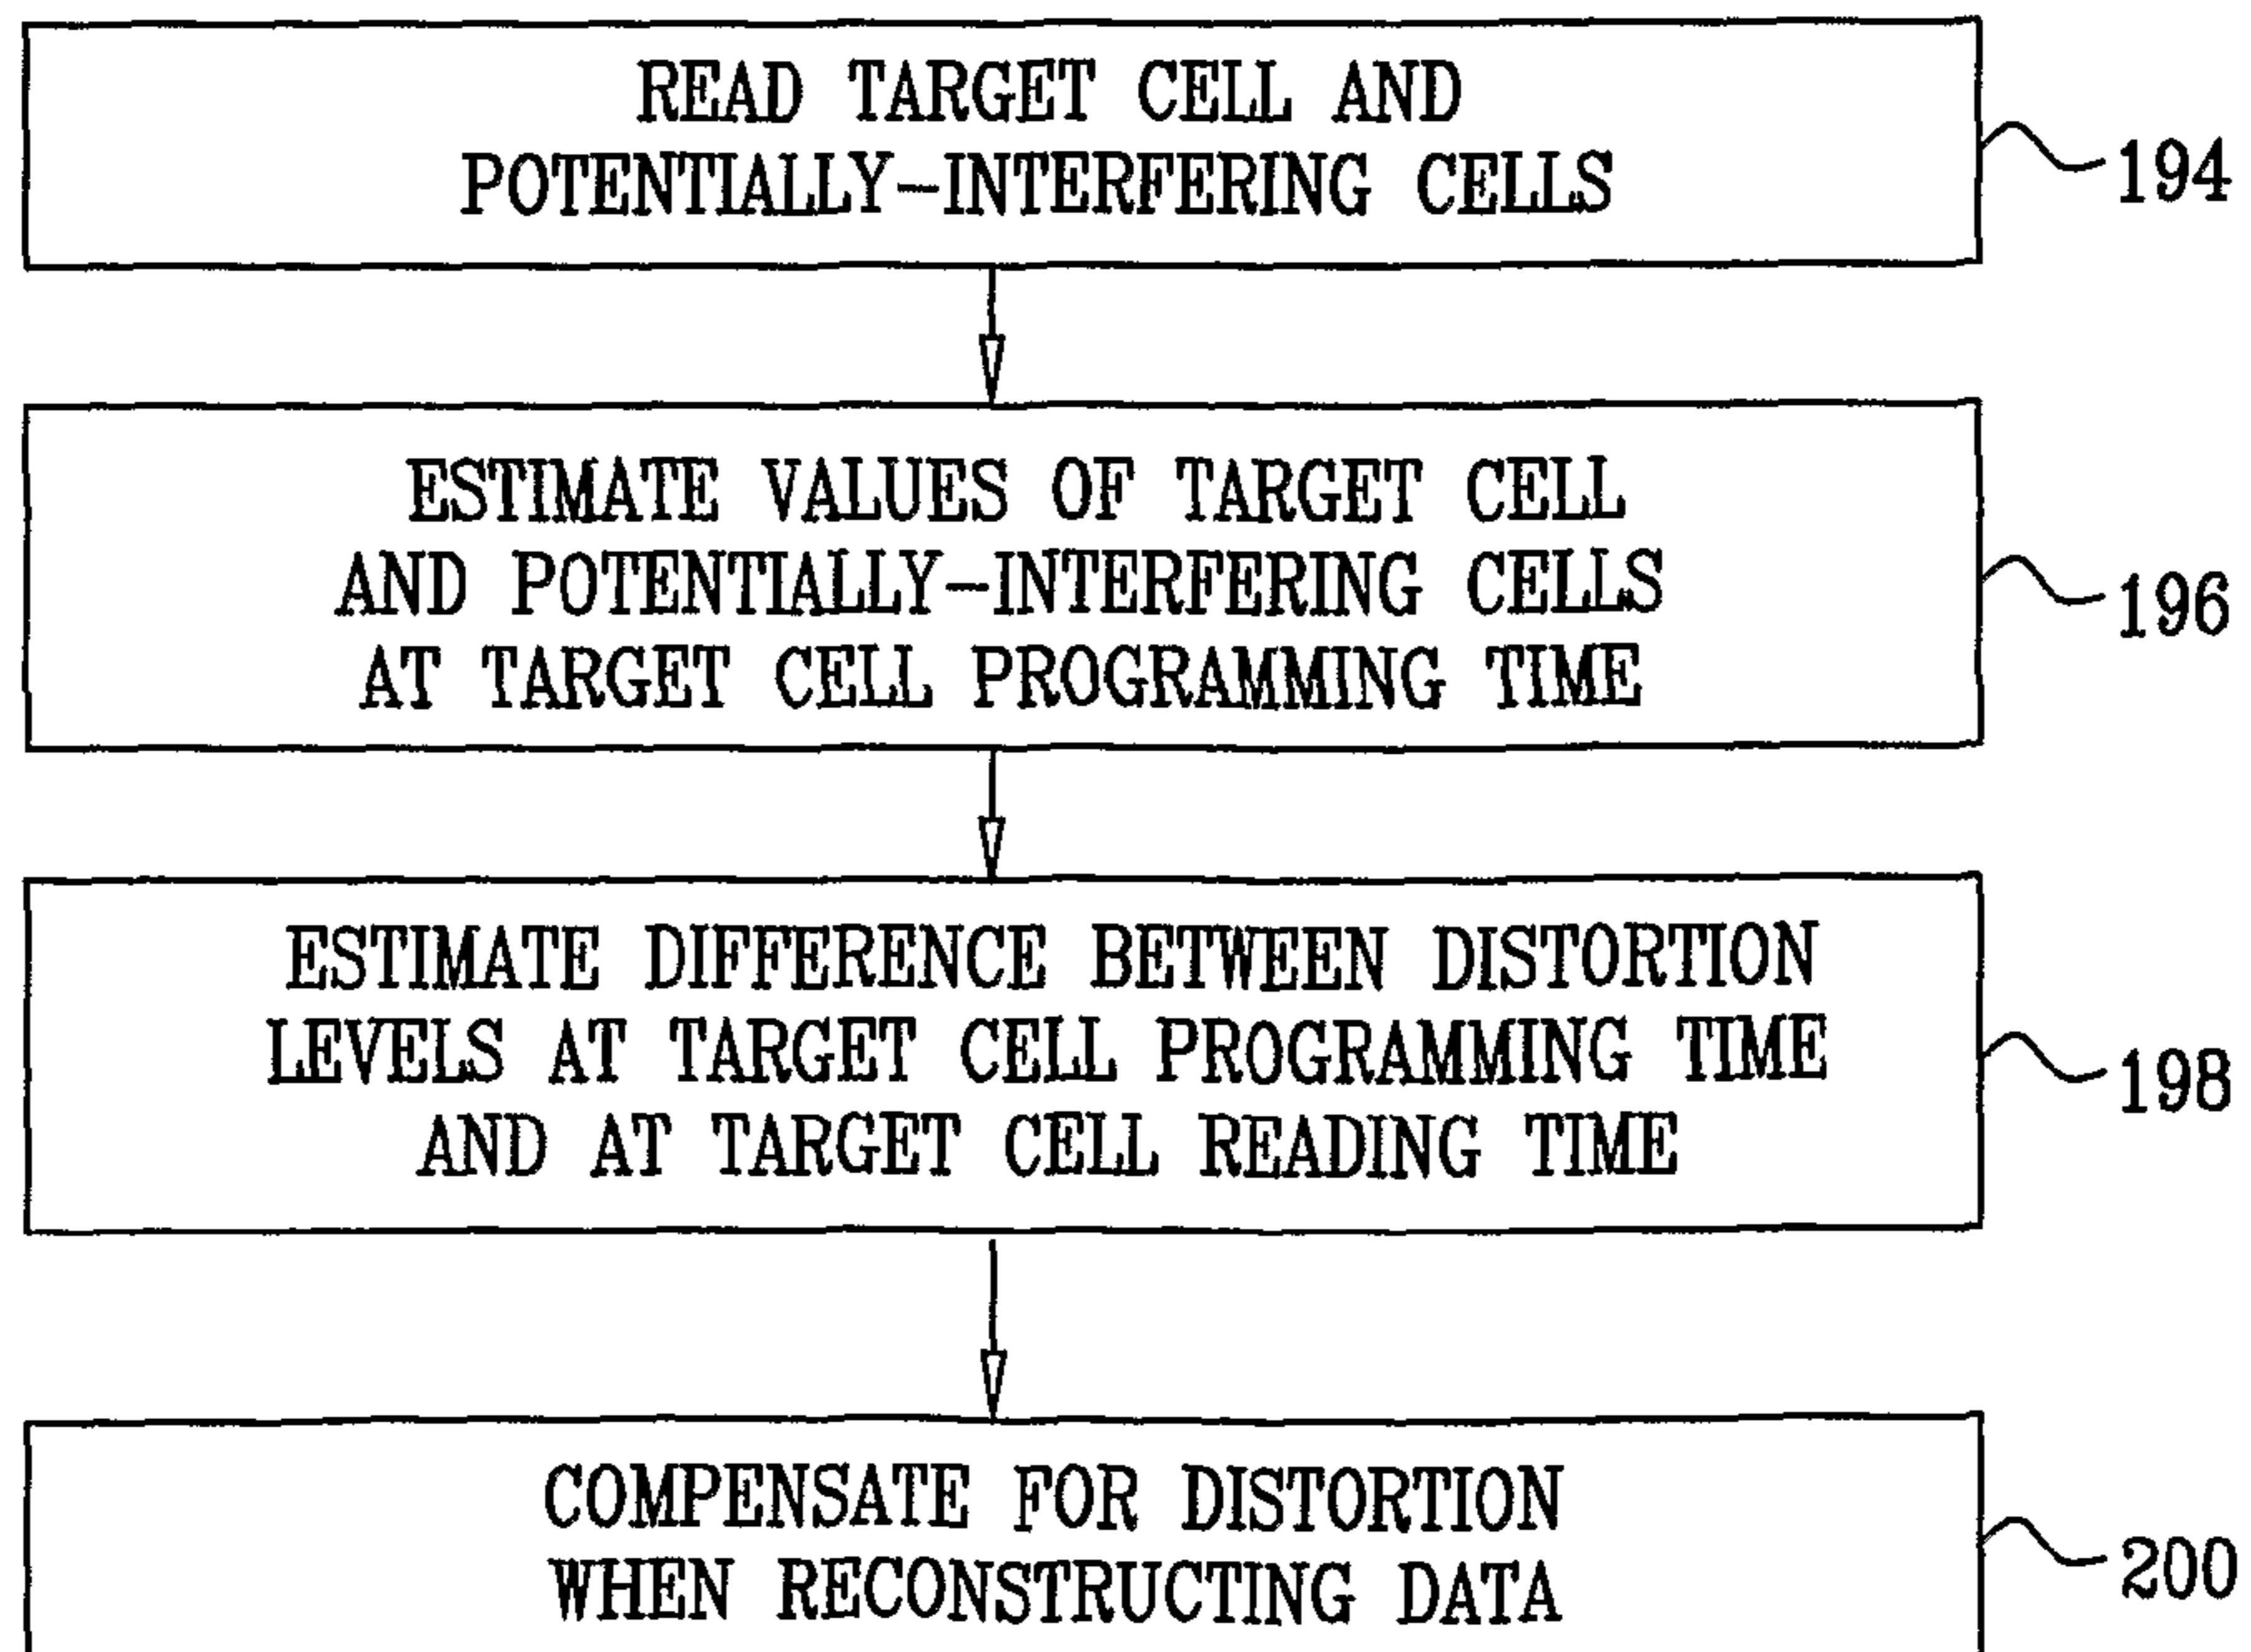 READ TARGET CELL AND
POTENTIALLY-INTERFERING CELLS
194
ESTIMATE VALUES OF TARGET CELL
AND POTENTIALLY-INTERFERING CELLS
AT TARGET CELL PROGRAMMING TIME
196
ESTIMATE DIFFERENCE BETWEEN DISTORTION
LEVELS AT TARGET CELL PROGRAMMING TIME
AND AT TARGET CELL READING TIME
198
COMPENSATE FOR DISTORTION
WHEN RECONSTRUCTING DATA
200